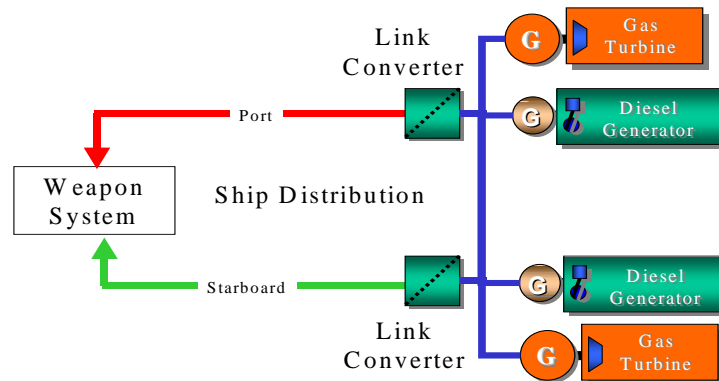 Gas
Turbine
G
Link
Converter
Diesel
Generator
G
Port
Weapon
System
Ship Distribution
Starboard
Diesel
Generator
G
Link
Converter
Gas
Turbine
G